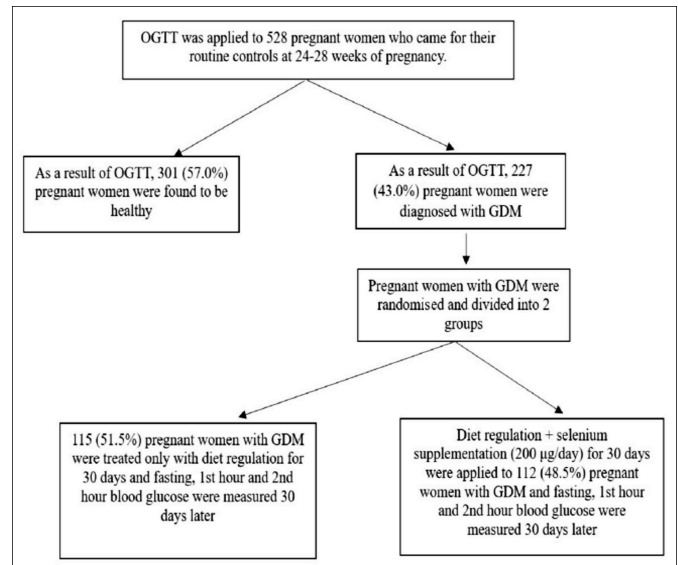 OGTT was applied to 528 pregnant women who came for their
routine controls at 24-28 weeks of pregnancy.
As a result of OGTT, 301 (57.0%)
pregnant women were found to be
healthy
As a result of OGTT, 227
(43.0%) pregnant women were
diagnosed with GDM
Pregnant women with GDM were
randomised and divided into 2
groups
115 (51.5%) pregnant women with GDM
were treated only with diet regulation for
30 days and fasting, 1st hour and 2nd
hour blood glucose were measured 30
days later
Diet regulation + selenium
supplementation (200 μg/day) for 30 days
were applied to 112 (48.5%) pregnant
women with GDM and fasting, 1st hour
and 2nd hour blood glucose were
measured 30 days later